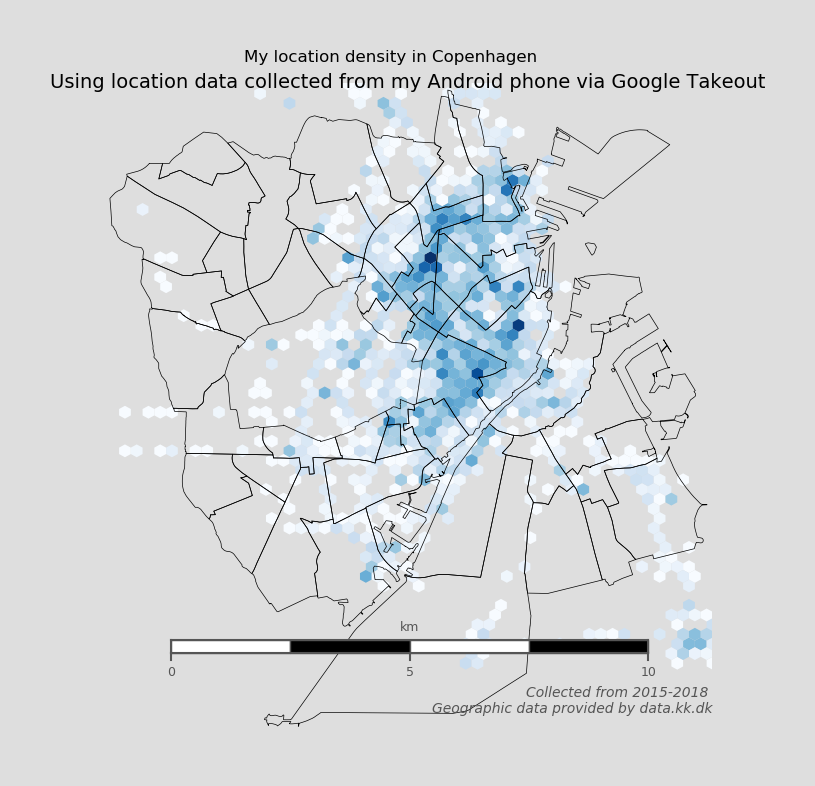 My location density in Copenhagen
Using location data collected from my Android phone via Google Takeout
km
0 5 10
Collected from 2015-2018
Geographic data provided by data.kk.dk